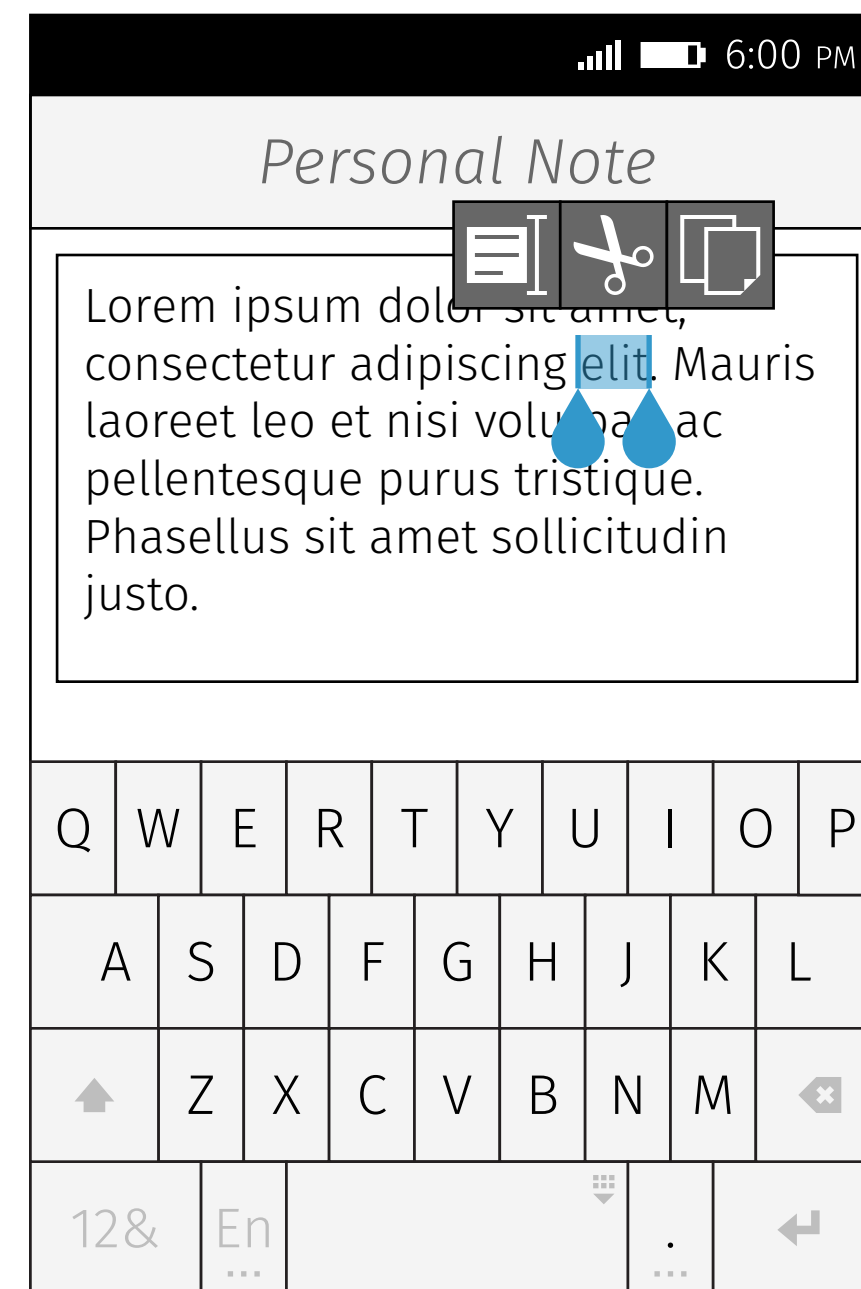 6:00 PM
Personal Note
Lorem ipsum dolor sit amet,
consectetur adipiscing elit. Mauris
laoreet leo et nisi volutpat ac
pellentesque purus tristique.
Phasellus sit amet sollicitudin
justo.
Q W E R T Y U I O P
A S D F G H J K L
Z X C V B N M
12& En .